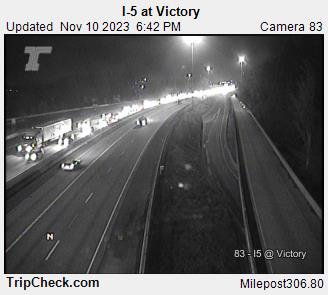 I-5 at Victory
Updated Nov 10 2023 6:42 PM Camera 83
T
N
83 - I5 @ Victory
TripCheck.com Milepost306.80